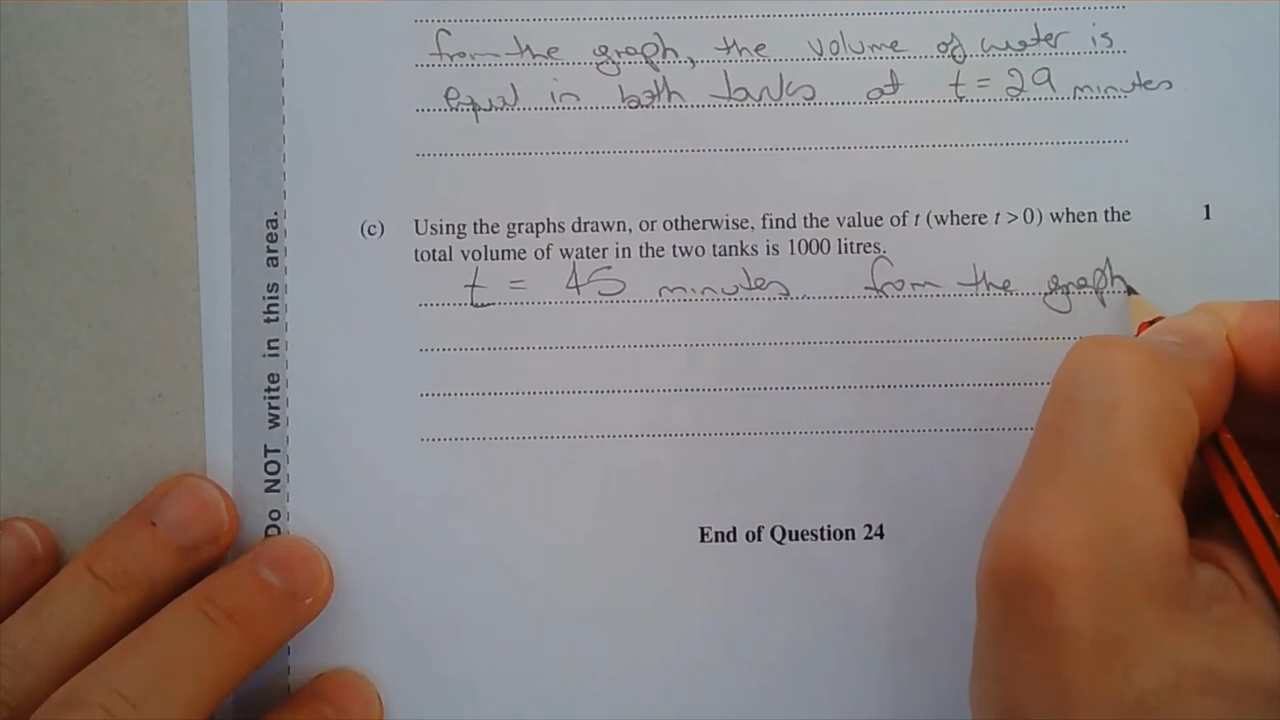 from the graph, the volume of water is
equal in both tanks at t = 29 minutes
(c) Using the graphs drawn, or otherwise, find the value of t (where t > 0) when the 1
total volume of water in the two tanks is 1000 litres.
t = 45 minutes from the graph
End of Question 24
Do NOT write in this area.